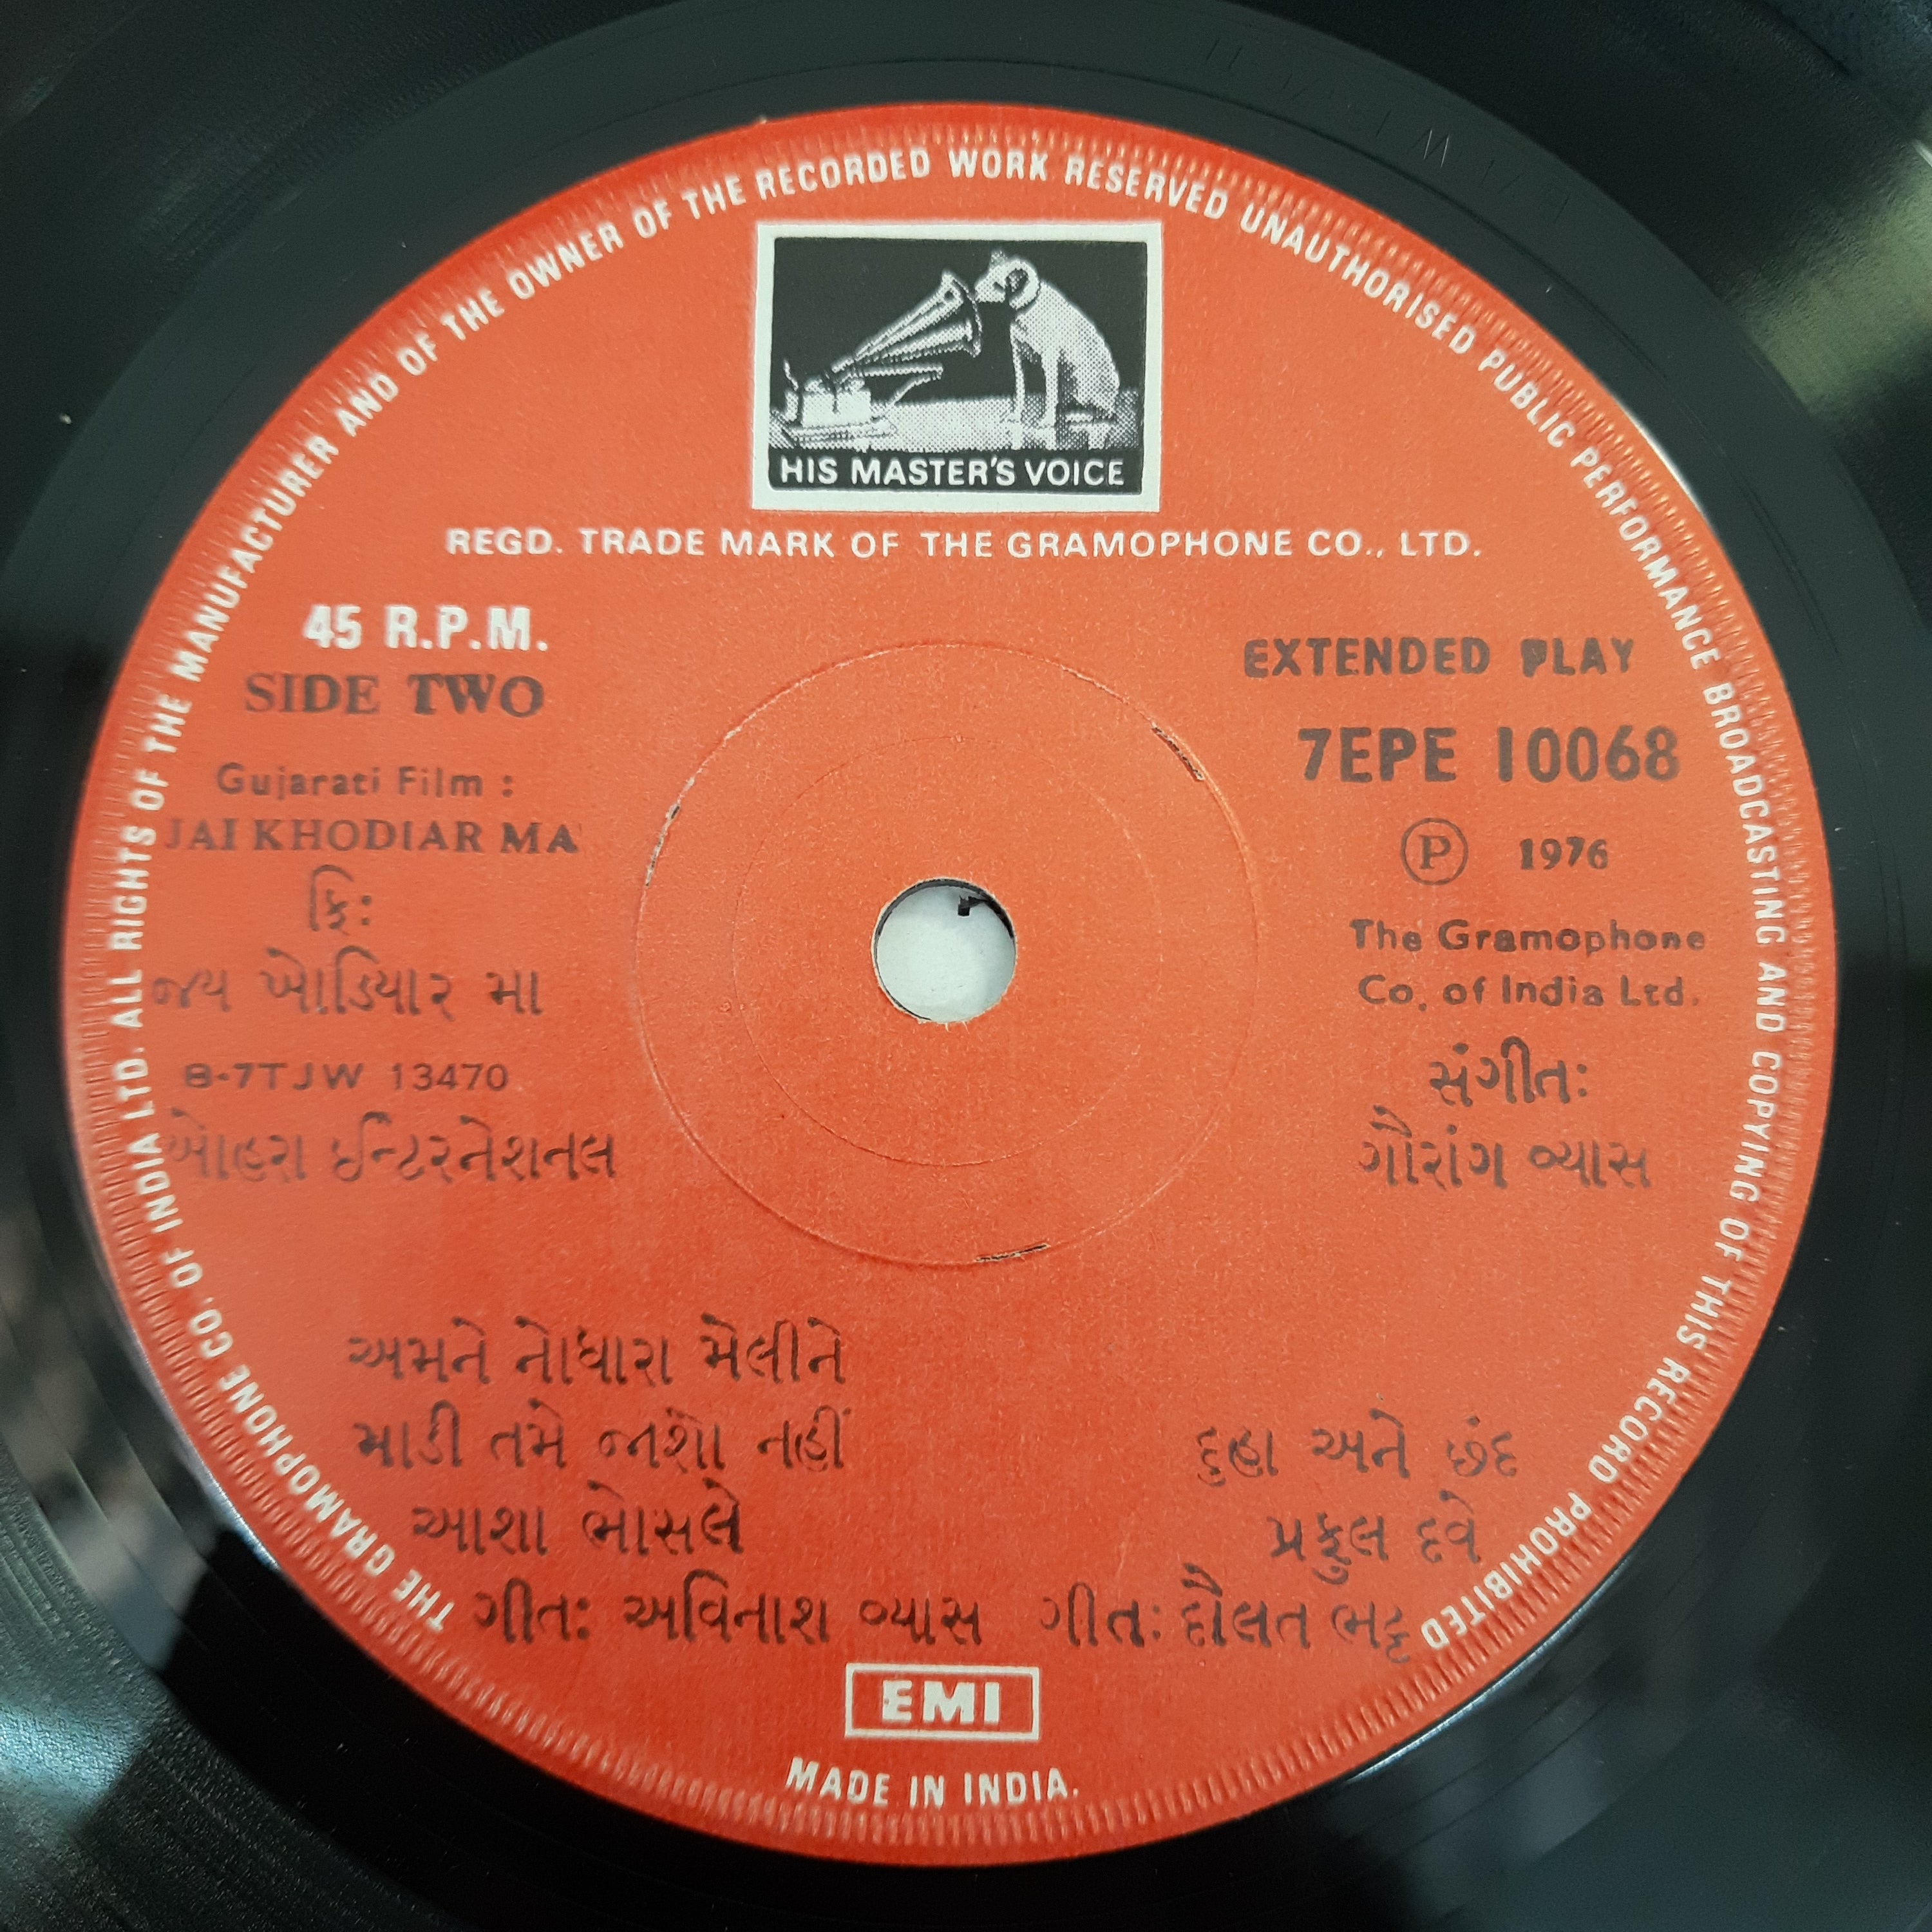 THE GRAMOPHONE CO. OF INDIA LTD. ALL RIGHTS OF THE MANUFACTURER AND OF THE OWNER OF THE RECORDED WORK RESERVED UNAUTHORISED PUBLIC PERFORMANCE BROADCASTING AND COPYING OF THIS RECORD PROHIBITED
HIS MASTER'S VOICE
REGD. TRADE MARK OF THE GRAMOPHONE CO., LTD.
45 R.P.M.
SIDE TWO
Gujarati Film :
JAI KHODIAR MA
ફિ:
જય ખોડિયાર મા
B-7TJW 13470
ઓહરા ઈન્ટરનેશનલ
EXTENDED PLAY
7EPE 10068
Ⓟ 1976
The Gramophone
Co. of India Ltd.
સંગીત:
ગૌરાંગ વ્યાસ
અમને નોધારા મેલીને
માડી તમે જાશો નહીં
આશા ભોસલે
ગીત: અવિનાશ વ્યાસ
દુહા અને છંદ
પ્રફુલ દવે
ગીત: દૌલત ભટ્ટ
EMI
MADE IN INDIA.